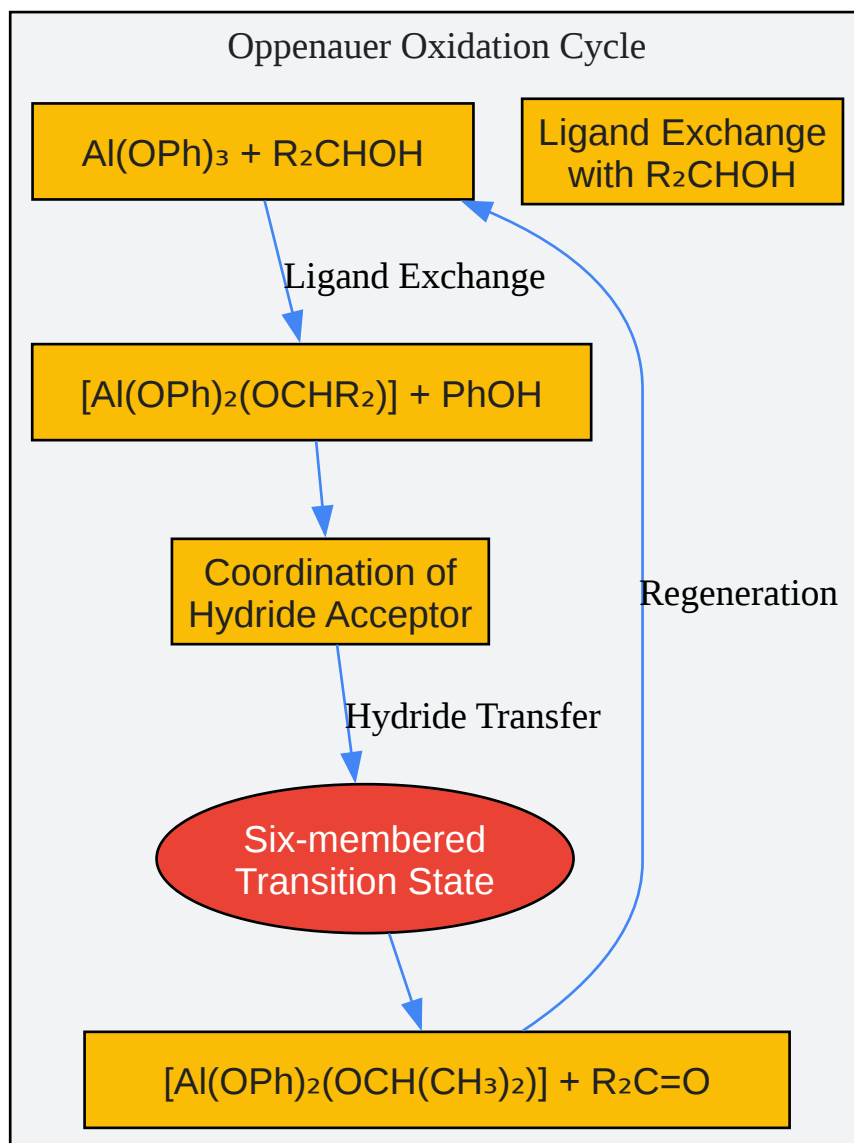 Oppenauer Oxidation Cycle
Al(OPh)₃ + R₂CHOH
Ligand Exchange
with R₂CHOH
Ligand Exchange
[Al(OPh)₂(OCHR₂)] + PhOH
Coordination of
Hydride Acceptor
Regeneration
Hydride Transfer
Six-membered
Transition State
[Al(OPh)₂(OCH(CH₃)₂)] + R₂C=O